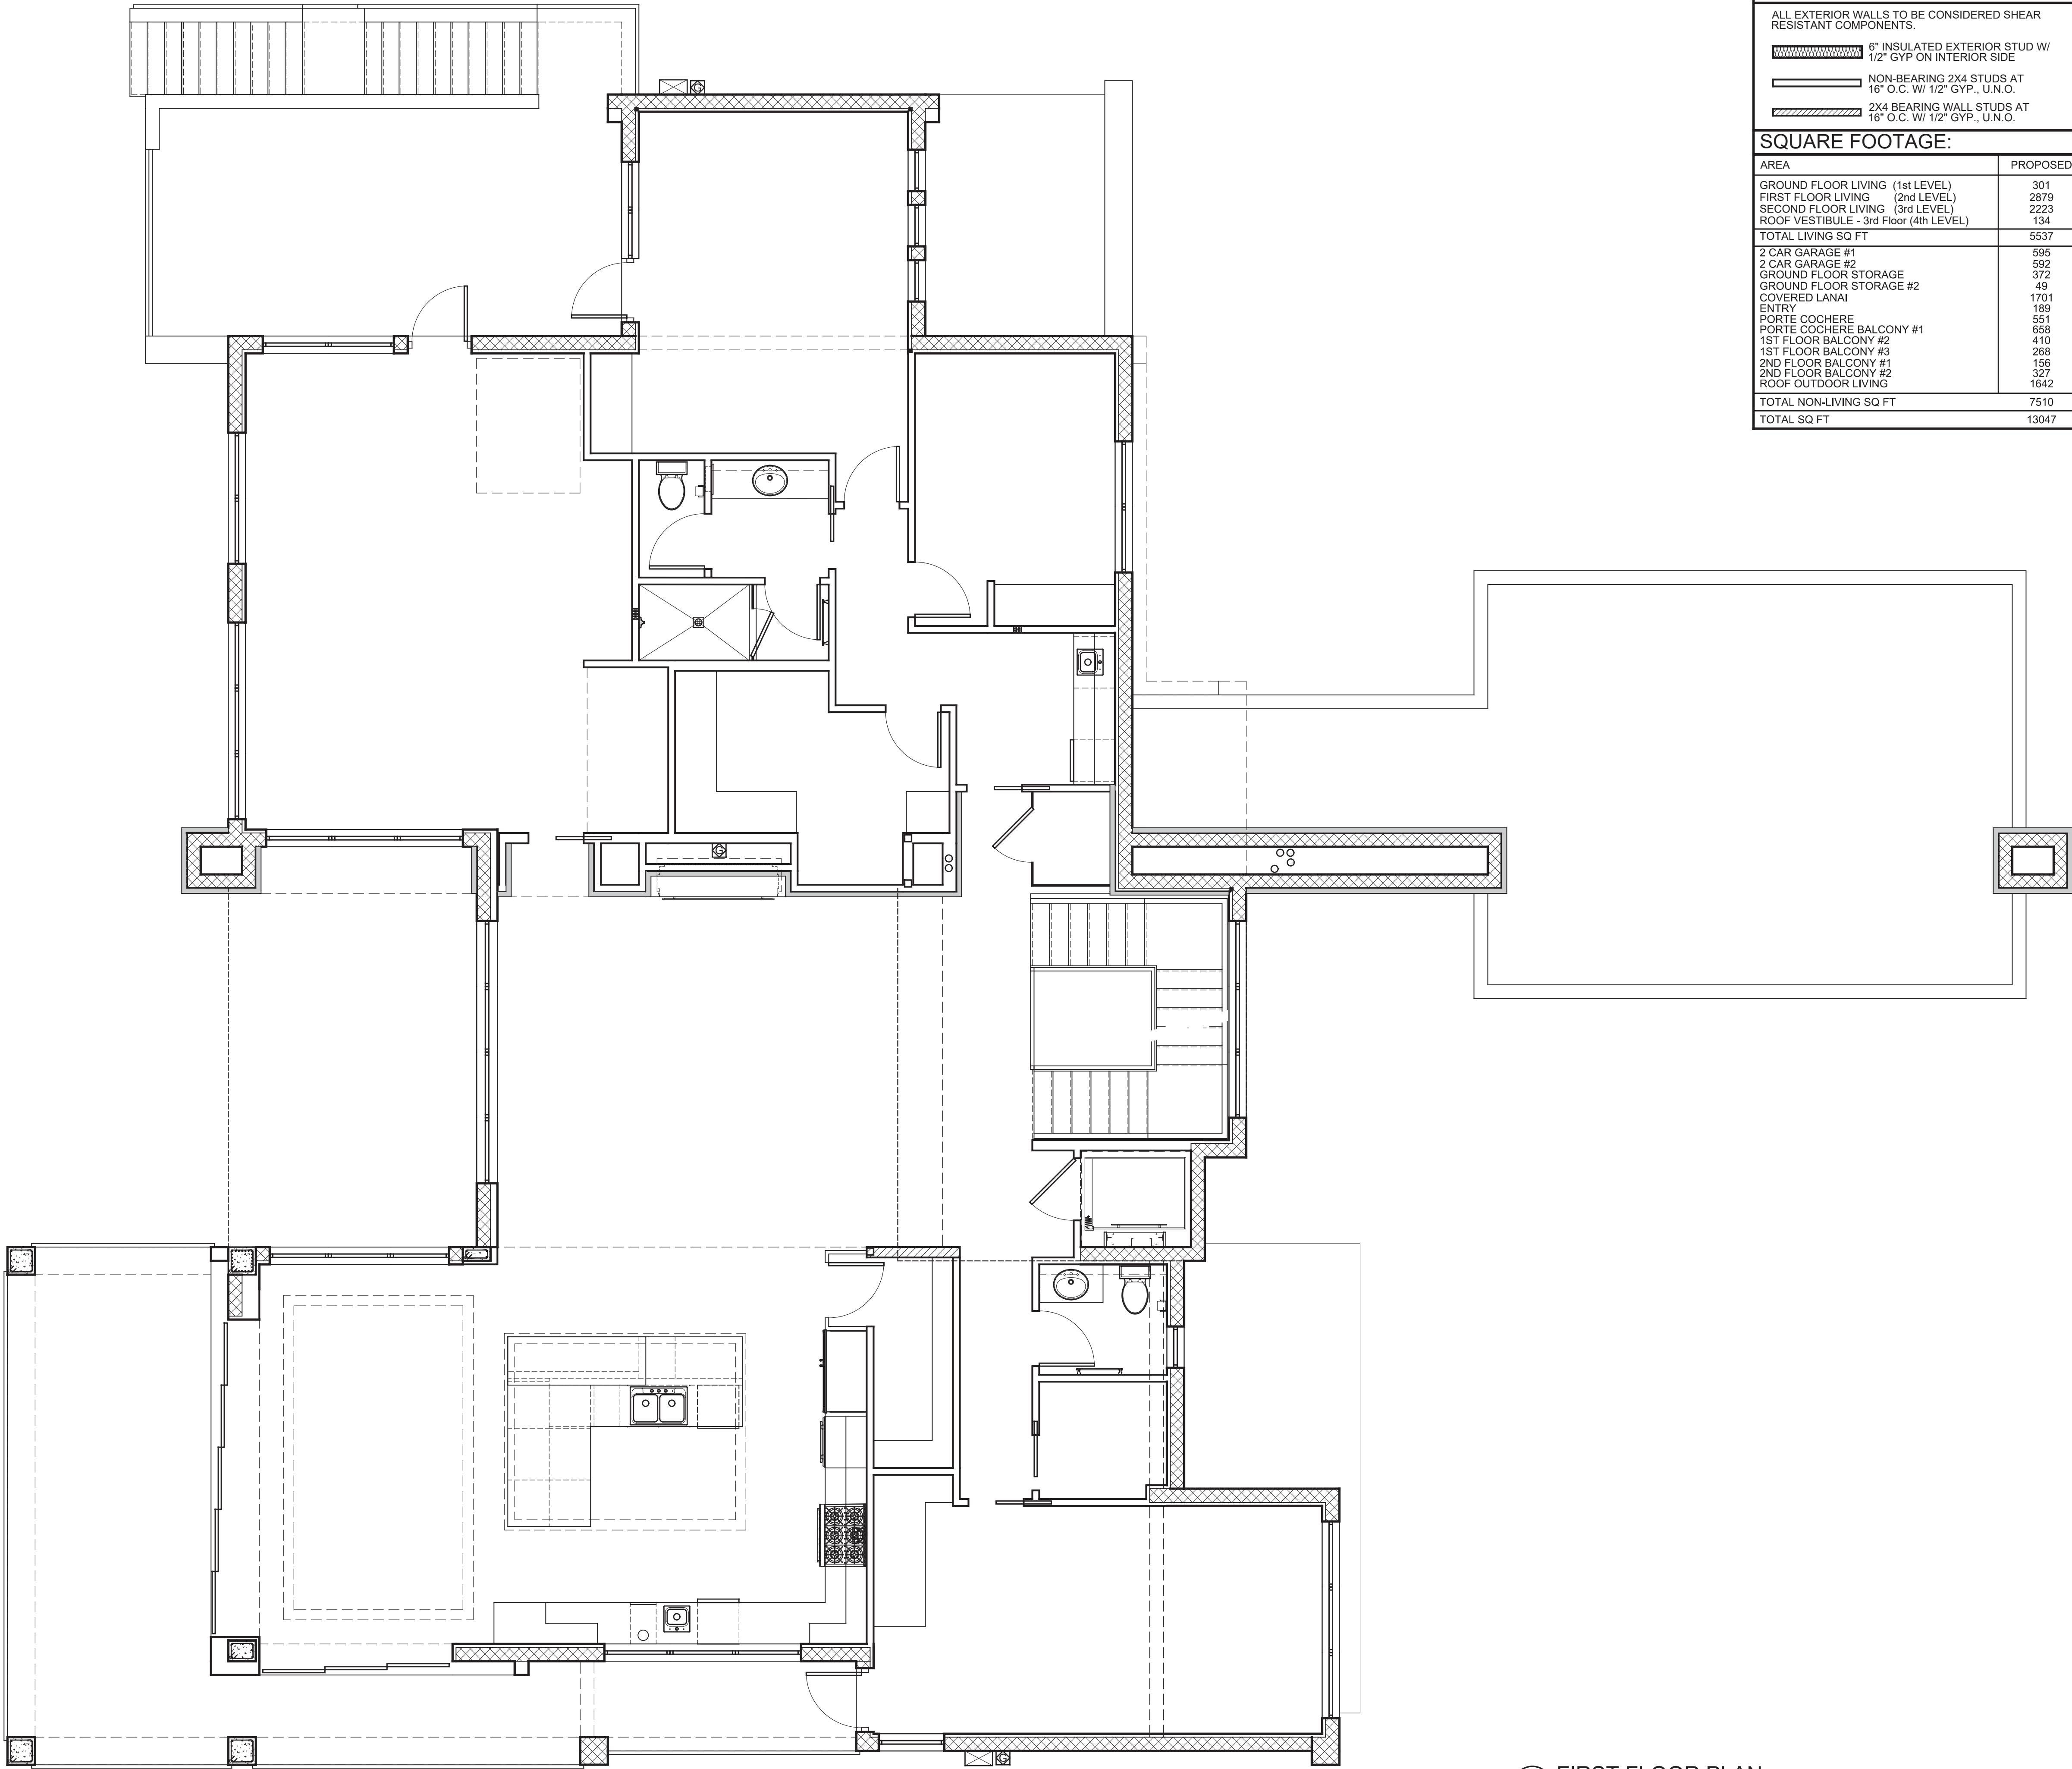 ALL EXTERIOR WALLS TO BE CONSIDERED SHEAR
RESISTANT COMPONENTS.
6" INSULATED EXTERIOR STUD W/
1/2" GYP ON INTERIOR SIDE
NON-BEARING 2X4 STUDS AT
16" O.C. W/ 1/2" GYP., U.N.O.
2X4 BEARING WALL STUDS AT
16" O.C. W/ 1/2" GYP., U.N.O.
SQUARE FOOTAGE:
AREA PROPOSED
GROUND FLOOR LIVING (1st LEVEL) 301
FIRST FLOOR LIVING (2nd LEVEL) 2879
SECOND FLOOR LIVING (3rd LEVEL) 2223
ROOF VESTIBULE - 3rd Floor (4th LEVEL) 134
TOTAL LIVING SQ FT 5537
2 CAR GARAGE #1 595
2 CAR GARAGE #2 592
GROUND FLOOR STORAGE 372
GROUND FLOOR STORAGE #2 49
COVERED LANAI 1701
ENTRY 189
PORTE COCHERE 551
PORTE COCHERE BALCONY #1 658
1ST FLOOR BALCONY #2 410
1ST FLOOR BALCONY #3 268
2ND FLOOR BALCONY #1 156
2ND FLOOR BALCONY #2 327
ROOF OUTDOOR LIVING 1642
TOTAL NON-LIVING SQ FT 7510
TOTAL SQ FT 13047
G
G
G
FIRST FLOOR PLAN